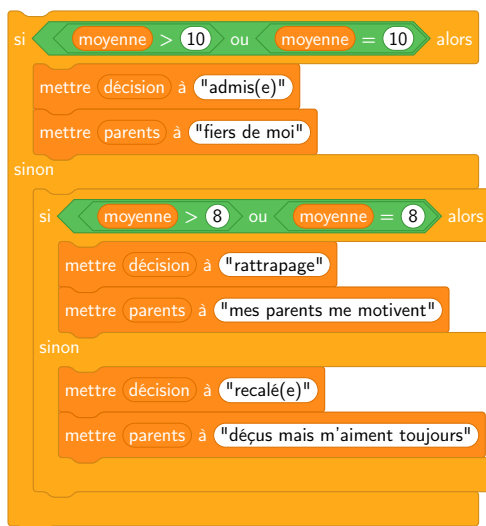 si moyenne > 10 ou moyenne = 10 alors
mettre décision à "admis(e)"
mettre parents à "fiers de moi"
sinon
si moyenne > 8 ou moyenne = 8 alors
mettre décision à "rattrapage"
mettre parents à "mes parents me motivent"
sinon
mettre décision à "recalé(e)"
mettre parents à "déçus mais m'aiment toujours"